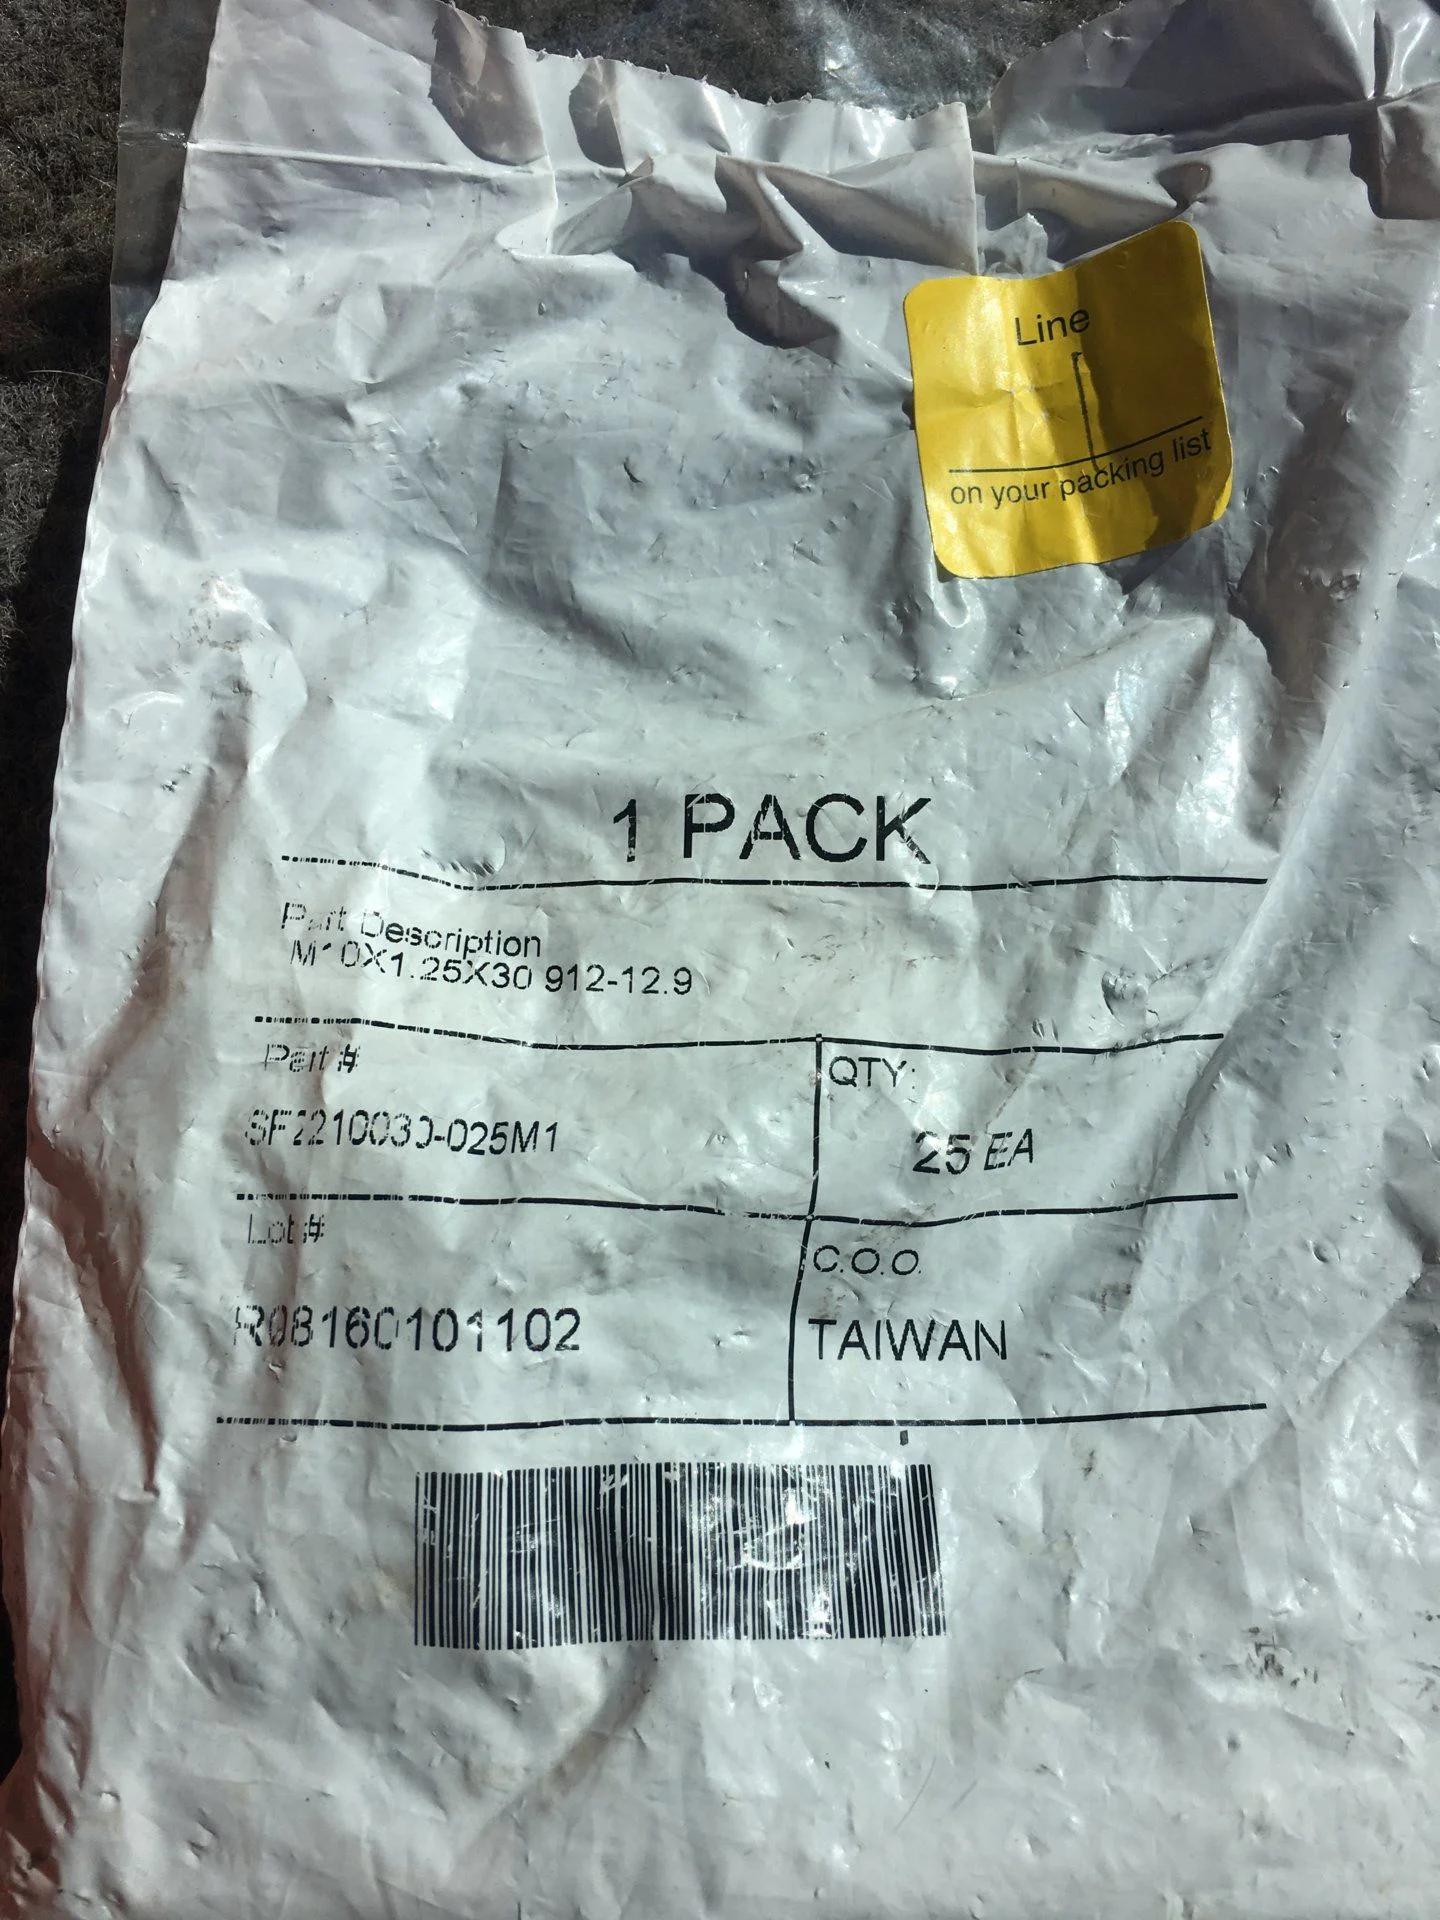 Line
1
on your packing list
1 PACK
Part Description
M10X1.25X30 912-12.9
Part #
QTY:
SF2210030-025M1
25 EA
Lot #
C.O.O.
R08160101102
TAIWAN